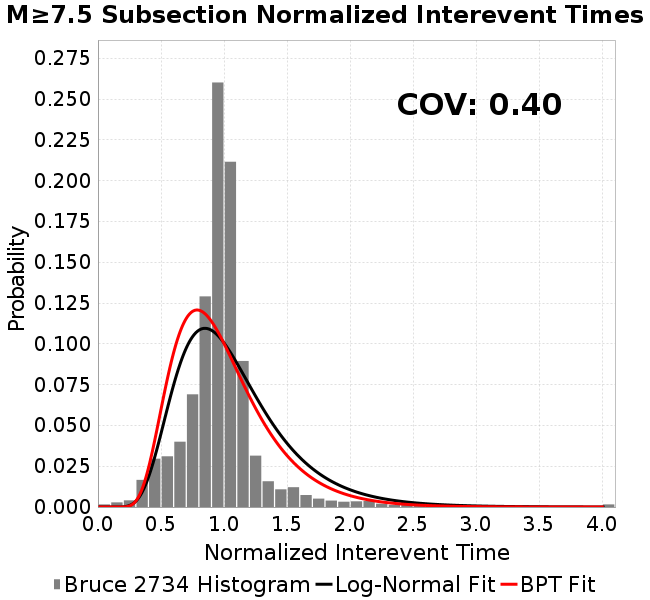 M≥7.5 Subsection Normalized Interevent Times
COV: 0.40
Probability
0.275
0.250
0.225
0.200
0.175
0.150
0.125
0.100
0.075
0.050
0.025
0.000
0.0 0.5 1.0 1.5 2.0 2.5 3.0 3.5 4.0
Normalized Interevent Time
Bruce 2734 Histogram Log-Normal Fit BPT Fit